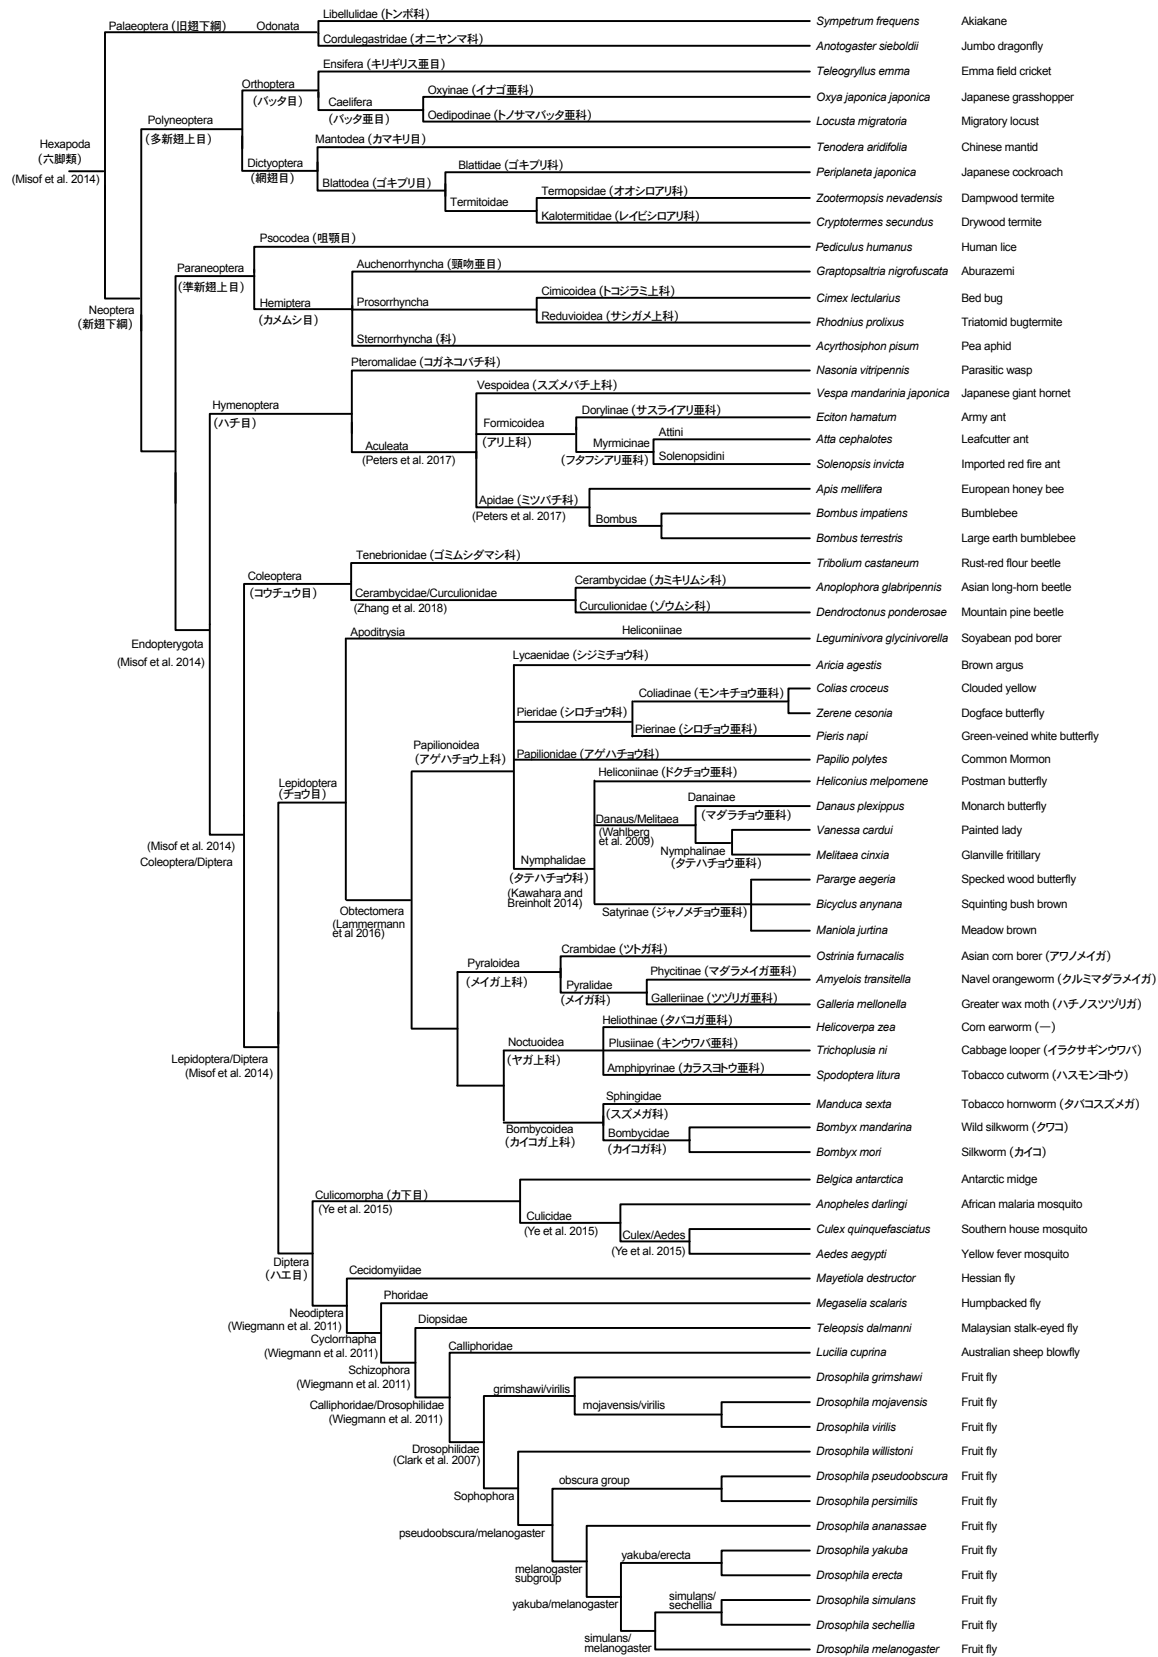 Libellulidae (トンボ科)
Palaeoptera (旧翅下綱) Odonata
Sympetrum frequens Akiakane
Cordulegastridae (オニヤンマ科)
Anotogaster sieboldii Jumbo dragonfly
Ensifera (キリギリス亜目)
Teleogryllus emma Emma field cricket
Orthoptera
(バッタ目)
Oxyinae (イナゴ亜科)
Oxya japonica japonica Japanese grasshopper
Caelifera
(バッタ亜目)
Oedipodinae (トノサマバッタ亜科)
Locusta migratoria Migratory locust
Polyneoptera
(多新翅上目)
Hexapoda
(六脚類)
(Misof et al. 2014)
Mantodea (カマキリ目)
Tenodera aridifolia Chinese mantid
Dictyoptera
(網翅目)
Blattidae (ゴキブリ科)
Periplaneta japonica Japanese cockroach
Blattodea (ゴキブリ目)
Termopsidae (オオシロアリ科)
Zootermopsis nevadensis Dampwood termite
Termitoidae
Kalotermitidae (レイビシロアリ科)
Cryptotermes secundus Drywood termite
Psocodea (咀顎目)
Pediculus humanus Human lice
Paraneoptera
(準新翅上目)
Auchenorrhyncha (頸吻亜目)
Graptopsaltria nigrofuscata Aburazemi
Hemiptera
(カメムシ目)
Prosorrhyncha
Cimicoidea (トコジラミ上科)
Cimex lectularius Bed bug
Neoptera
(新翅下綱)
Reduvioidea (サシガメ上科)
Rhodnius prolixus Triatomid bugtermite
Sternorrhyncha (科)
Acyrthosiphon pisum Pea aphid
Pteromalidae (コガネコバチ科)
Nasonia vitripennis Parasitic wasp
Vespoidea (スズメバチ上科)
Vespa mandarinia japonica Japanese giant hornet
Hymenoptera
(ハチ目)
Dorylinae (サスライアリ亜科)
Eciton hamatum Army ant
Formicoidea
(アリ上科)
Attini
Atta cephalotes Leafcutter ant
Aculeata
(Peters et al. 2017)
Myrmicinae
(フタフシアリ亜科)
Solenopsidini
Solenopsis invicta Imported red fire ant
Apis mellifera European honey bee
Apidae (ミツバチ科)
(Peters et al. 2017)
Bombus
Bombus impatiens Bumblebee
Bombus terrestris Large earth bumblebee
Tenebrionidae (ゴミムシダマシ科)
Tribolium castaneum Rust-red flour beetle
Coleoptera
(コウチュウ目)
Cerambycidae (カミキリムシ科)
Anoplophora glabripennis Asian long-horn beetle
Cerambycidae/Curculionidae
(Zhang et al. 2018)
Curculionidae (ゾウムシ科)
Dendroctonus ponderosae Mountain pine beetle
Apoditrysia Heliconiinae
Leguminivora glycinivorella Soyabean pod borer
Endopterygota
(Misof et al. 2014)
Lycaenidae (シジミチョウ科)
Aricia agestis Brown argus
Coliadinae (モンキチョウ亜科)
Colias croceus Clouded yellow
Pieridae (シロチョウ科)
Zerene cesonia Dogface butterfly
Pierinae (シロチョウ亜科)
Pieris napi Green-veined white butterfly
Papilionoidea
(アゲハチョウ上科)
Papilionidae (アゲハチョウ科)
Papilio polytes Common Mormon
Heliconiinae (ドクチョウ亜科)
Heliconius melpomene Postman butterfly
Lepidoptera
(チョウ目)
Danainae
(マダラチョウ亜科)
Danaus plexippus Monarch butterfly
Danaus/Melitaea
(Wahlberg
et al. 2009)
Vanessa cardui Painted lady
Nymphalinae
(タテハチョウ亜科)
Melitaea cinxia Glanville fritillary
(Misof et al. 2014)
Coleoptera/Diptera
Nymphalidae
(タテハチョウ科)
(Kawahara and
Breinholt 2014)
Pararge aegeria Specked wood butterfly
Satyrinae (ジャノメチョウ亜科)
Bicyclus anynana Squinting bush brown
Maniola jurtina Meadow brown
Obtectomera
(Lammermann
et al 2016)
Crambidae (ツトガ科)
Ostrinia furnacalis Asian corn borer (アワノメイガ)
Pyraloidea
(メイガ上科)
Phycitinae (マダラメイガ亜科)
Amyelois transitella Navel orangeworm (クルミマダラメイガ)
Pyralidae
(メイガ科)
Galleriinae (ツヅリガ亜科)
Galleria mellonella Greater wax moth (ハチノスツヅリガ)
Heliothinae (タバコガ亜科)
Helicoverpa zea Corn earworm (―)
Noctuoidea
(ヤガ上科)
Plusiinae (キンウワバ亜科)
Trichoplusia ni Cabbage looper (イラクサギンウワバ)
Amphipyrinae (カラスヨトウ亜科)
Spodoptera litura Tobacco cutworm (ハスモンヨトウ)
Lepidoptera/Diptera
(Misof et al. 2014)
Sphingidae
(スズメガ科)
Manduca sexta Tobacco hornworm (タバコスズメガ)
Bombycoidea
(カイコガ上科)
Bombycidae
(カイコガ科)
Bombyx mandarina Wild silkworm (クワコ)
Bombyx mori Silkworm (カイコ)
Belgica antarctica Antarctic midge
Culicomorpha (カ下目)
(Ye et al. 2015)
Anopheles darlingi African malaria mosquito
Culicidae
(Ye et al. 2015)
Culex/Aedes
(Ye et al. 2015)
Culex quinquefasciatus Southern house mosquito
Aedes aegypti Yellow fever mosquito
Diptera
(ハエ目)
Cecidomyiidae
Mayetiola destructor Hessian fly
Neodiptera
(Wiegmann et al. 2011)
Phoridae
Megaselia scalaris Humpbacked fly
Cyclorrhapha
(Wiegmann et al. 2011)
Diopsidae
Teleopsis dalmanni Malaysian stalk-eyed fly
Schizophora
(Wiegmann et al. 2011)
Calliphoridae
Lucilia cuprina Australian sheep blowfly
Calliphoridae/Drosophilidae
(Wiegmann et al. 2011)
grimshawi/virilis
Drosophila grimshawi Fruit fly
mojavensis/virilis
Drosophila mojavensis Fruit fly
Drosophila virilis Fruit fly
Drosophilidae
(Clark et al. 2007)
Drosophila willistoni Fruit fly
Sophophora
obscura group
Drosophila pseudoobscura Fruit fly
Drosophila persimilis Fruit fly
pseudoobscura/melanogaster
Drosophila ananassae Fruit fly
melanogaster
subgroup
yakuba/erecta
Drosophila yakuba Fruit fly
Drosophila erecta Fruit fly
yakuba/melanogaster
simulans/
sechellia
Drosophila simulans Fruit fly
Drosophila sechellia Fruit fly
simulans/
melanogaster
Drosophila melanogaster Fruit fly